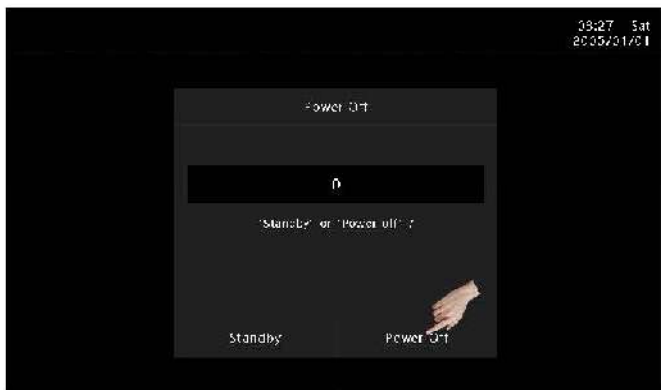 03:27 Sat
2005/01/01
Power Off
0
"Standby" or "Power off" ?
Standby
Power Off